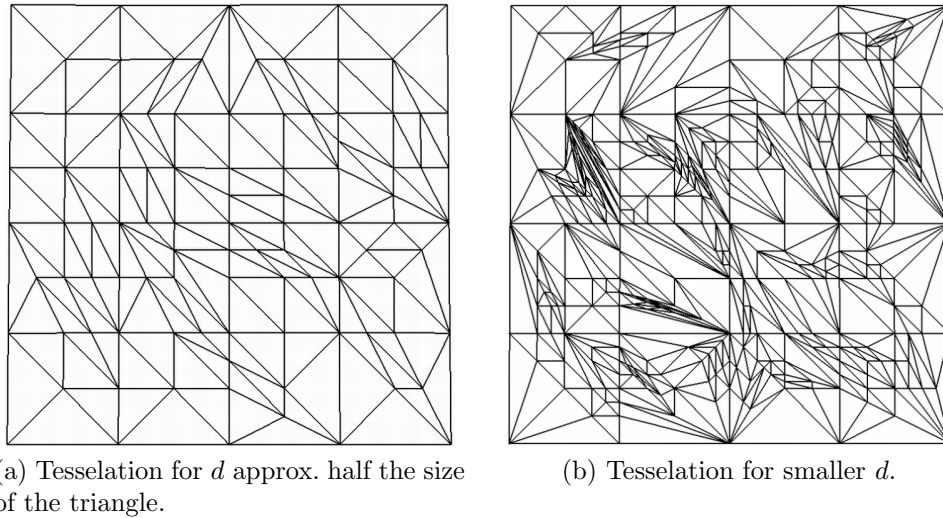 (a) Tesselation for d approx. half the size
of the triangle.
(b) Tesselation for smaller d.